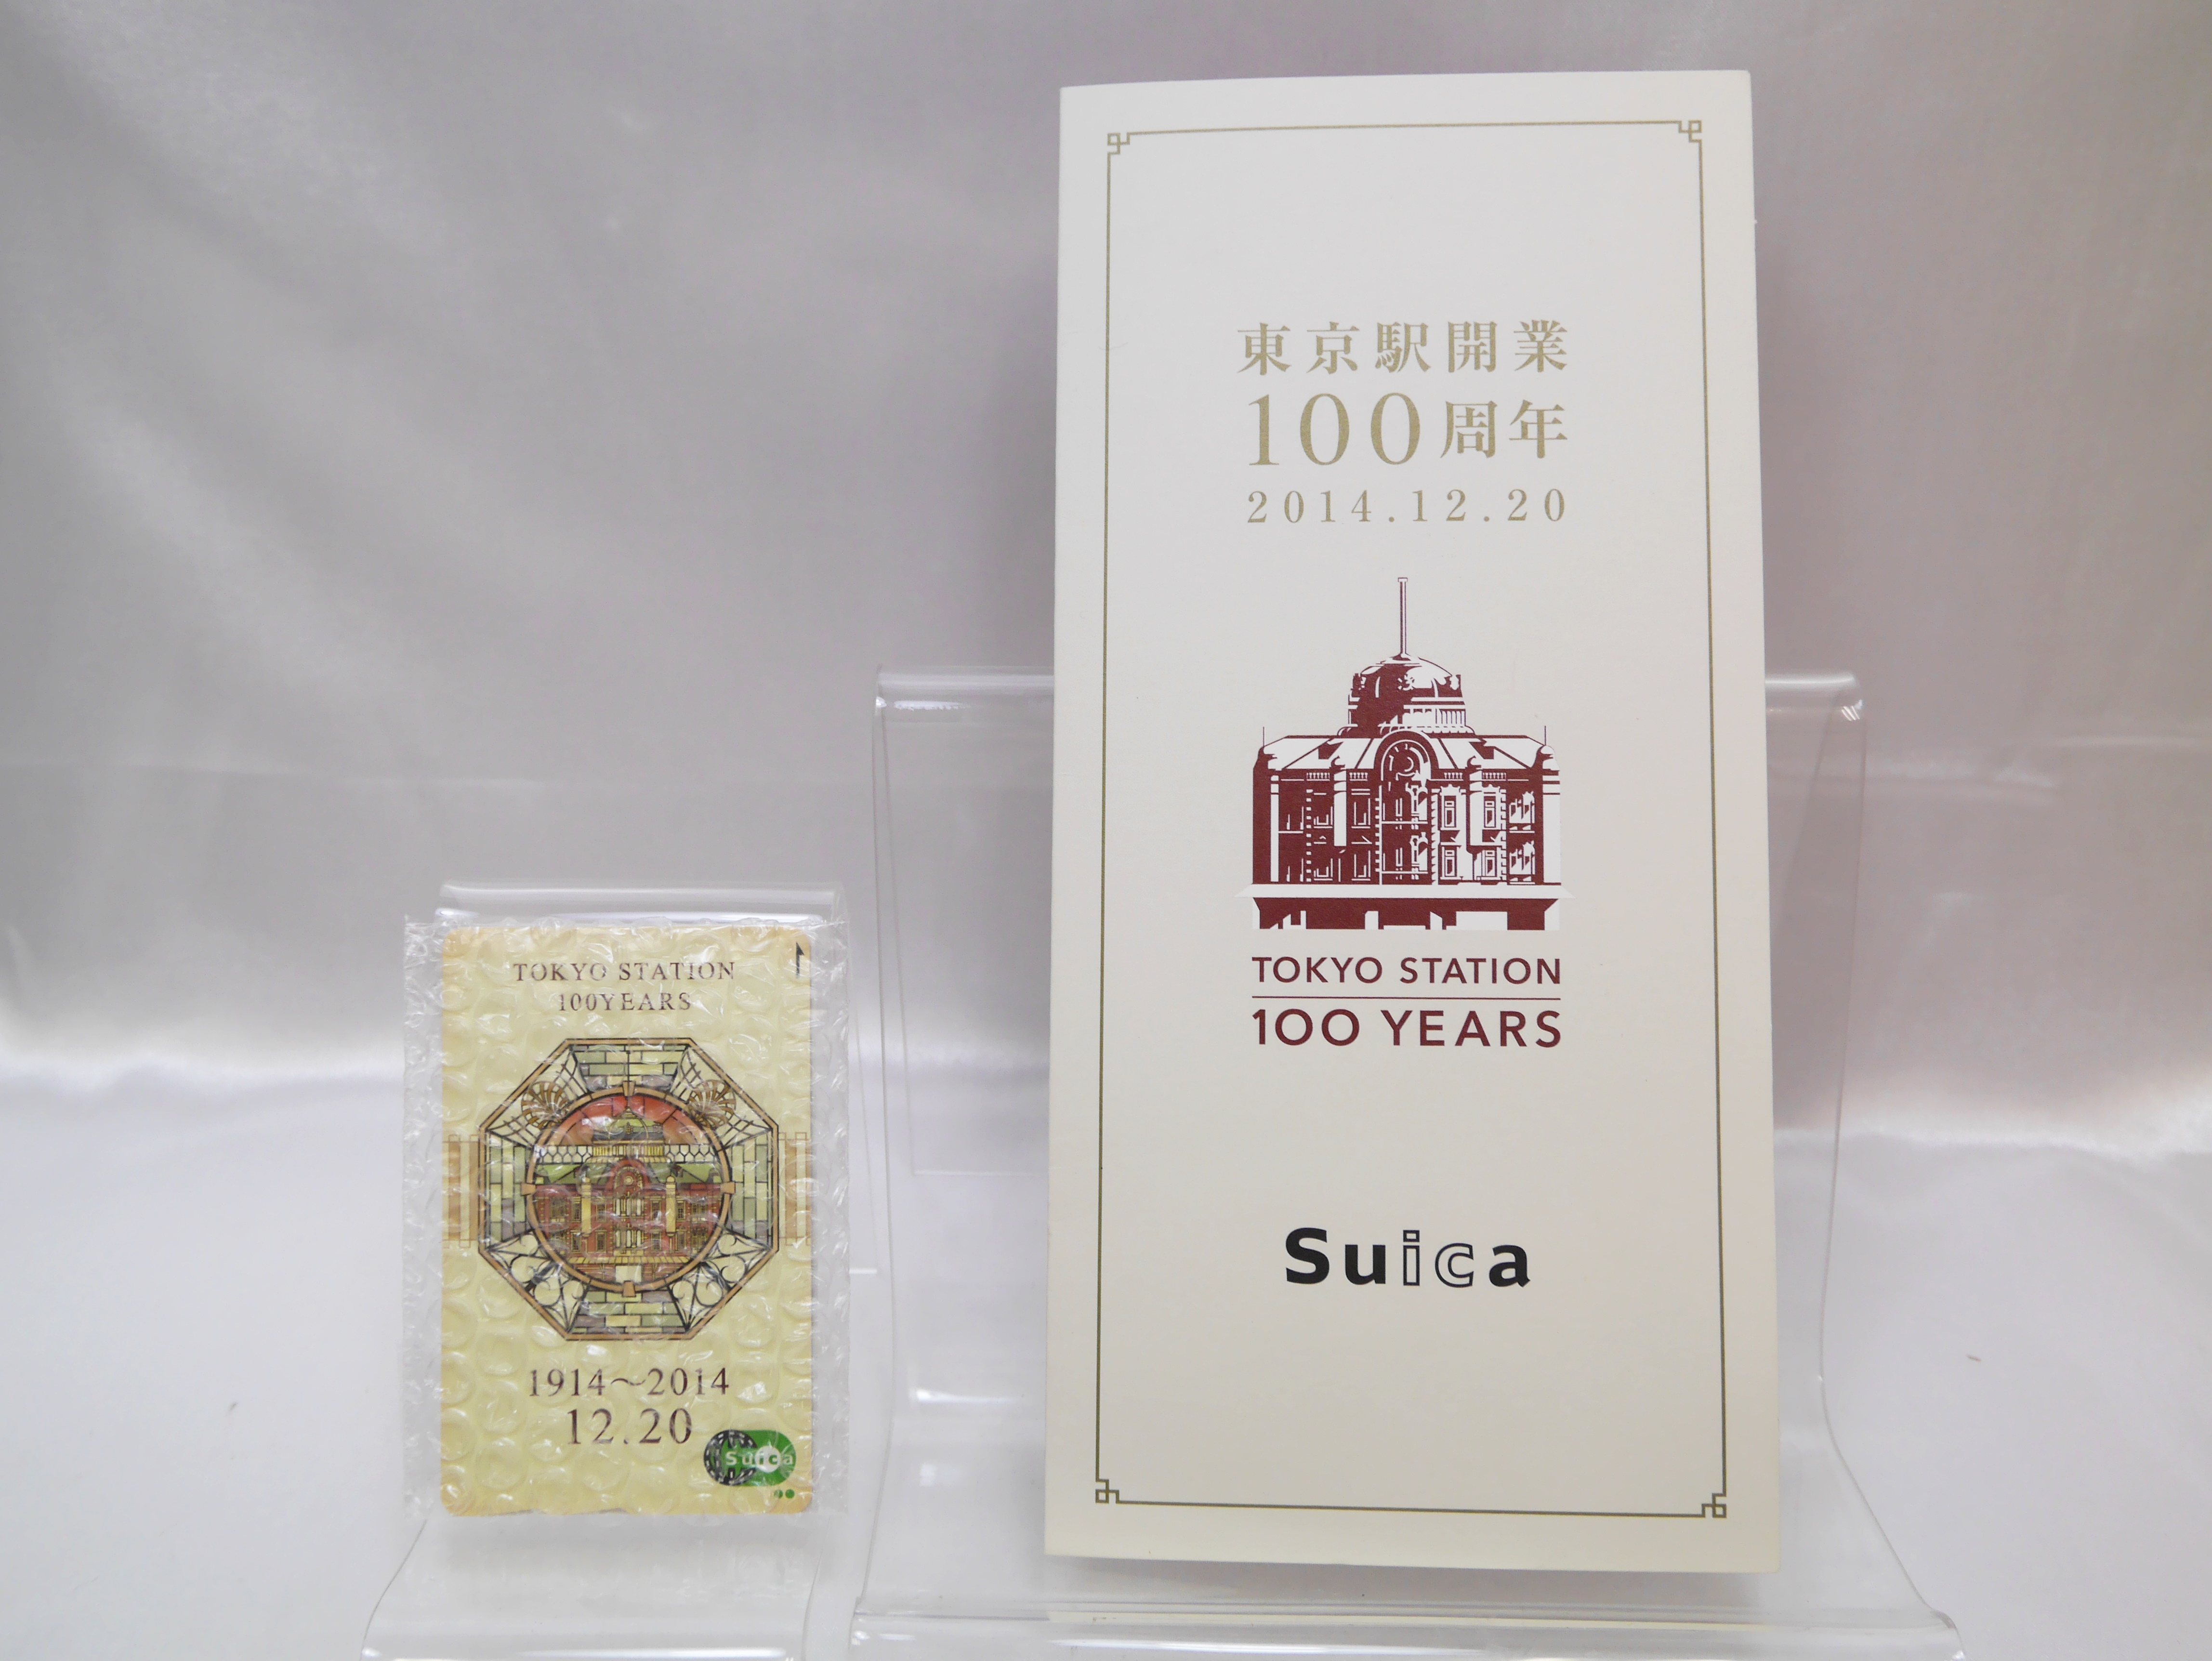 TOKYO STATION
100YEARS
1914～2014
12.20
Suica
東京駅開業
100周年
2014.12.20
TOKYO STATION
100 YEARS
Suica